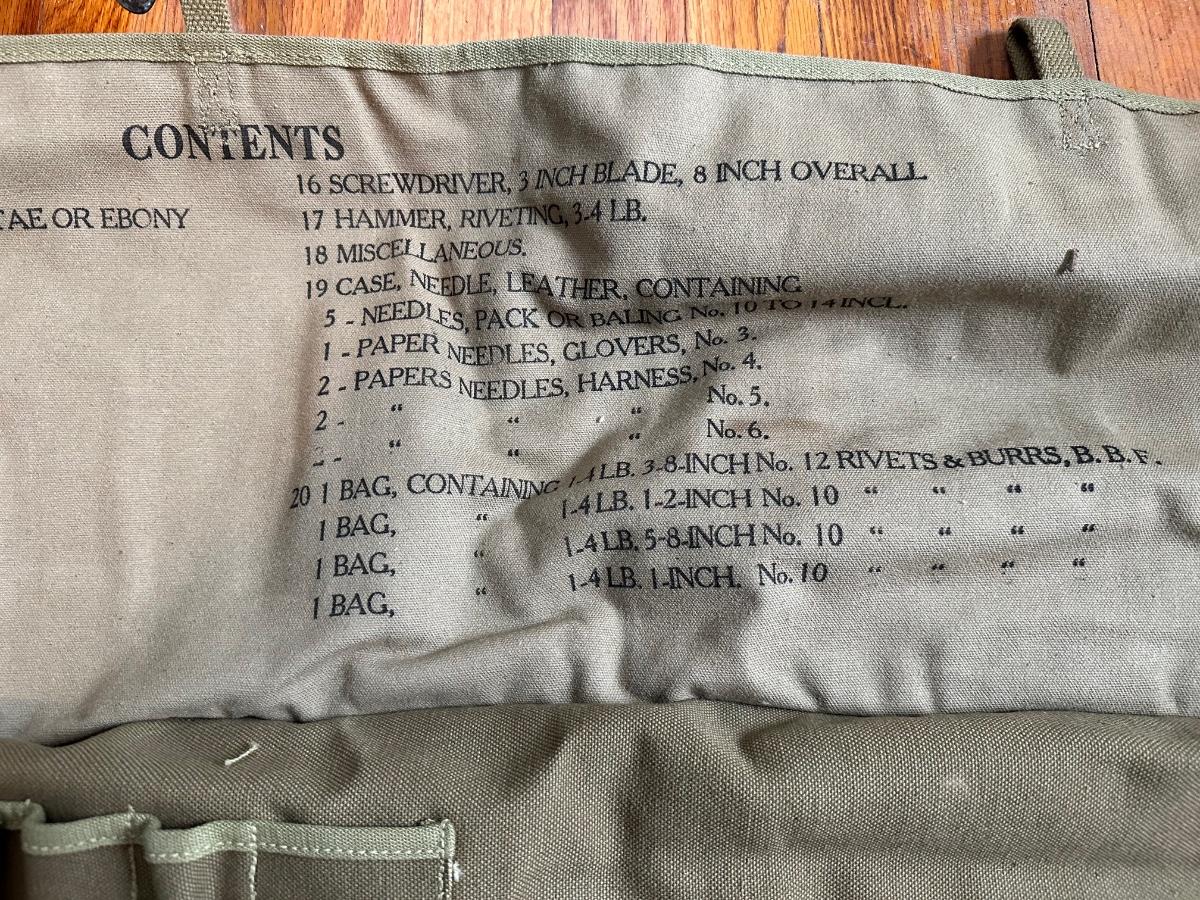 CONTENTS
16 SCREWDRIVER, 3 INCH BLADE, 8 INCH OVERALL
TAE OR EBONY
17 HAMMER, RIVETING, 3-4 LB.
18 MISCELLANEOUS.
19 CASE, NEEDLE, LEATHER, CONTAINING
5 - NEEDLES, PACK OR BALING No. 10 TO 14 INCL.
1 - PAPER NEEDLES, GLOVERS, No. 3.
2 - PAPERS NEEDLES, HARNESS, No. 4.
2 - “ “ “ No. 5.
- “ “ “ No. 6.
20 1 BAG, CONTAINING 1-4 LB. 3-8-INCH No. 12 RIVETS & BURRS, B. B. F.
1 BAG, “ 1-4 LB. 1-2-INCH No. 10 “ “ “ “
1 BAG, “ 1-4 LB. 5-8-INCH No. 10 “ “ “ “
1 BAG, “ 1-4 LB. 1-INCH. No. 10 “ “ “ “